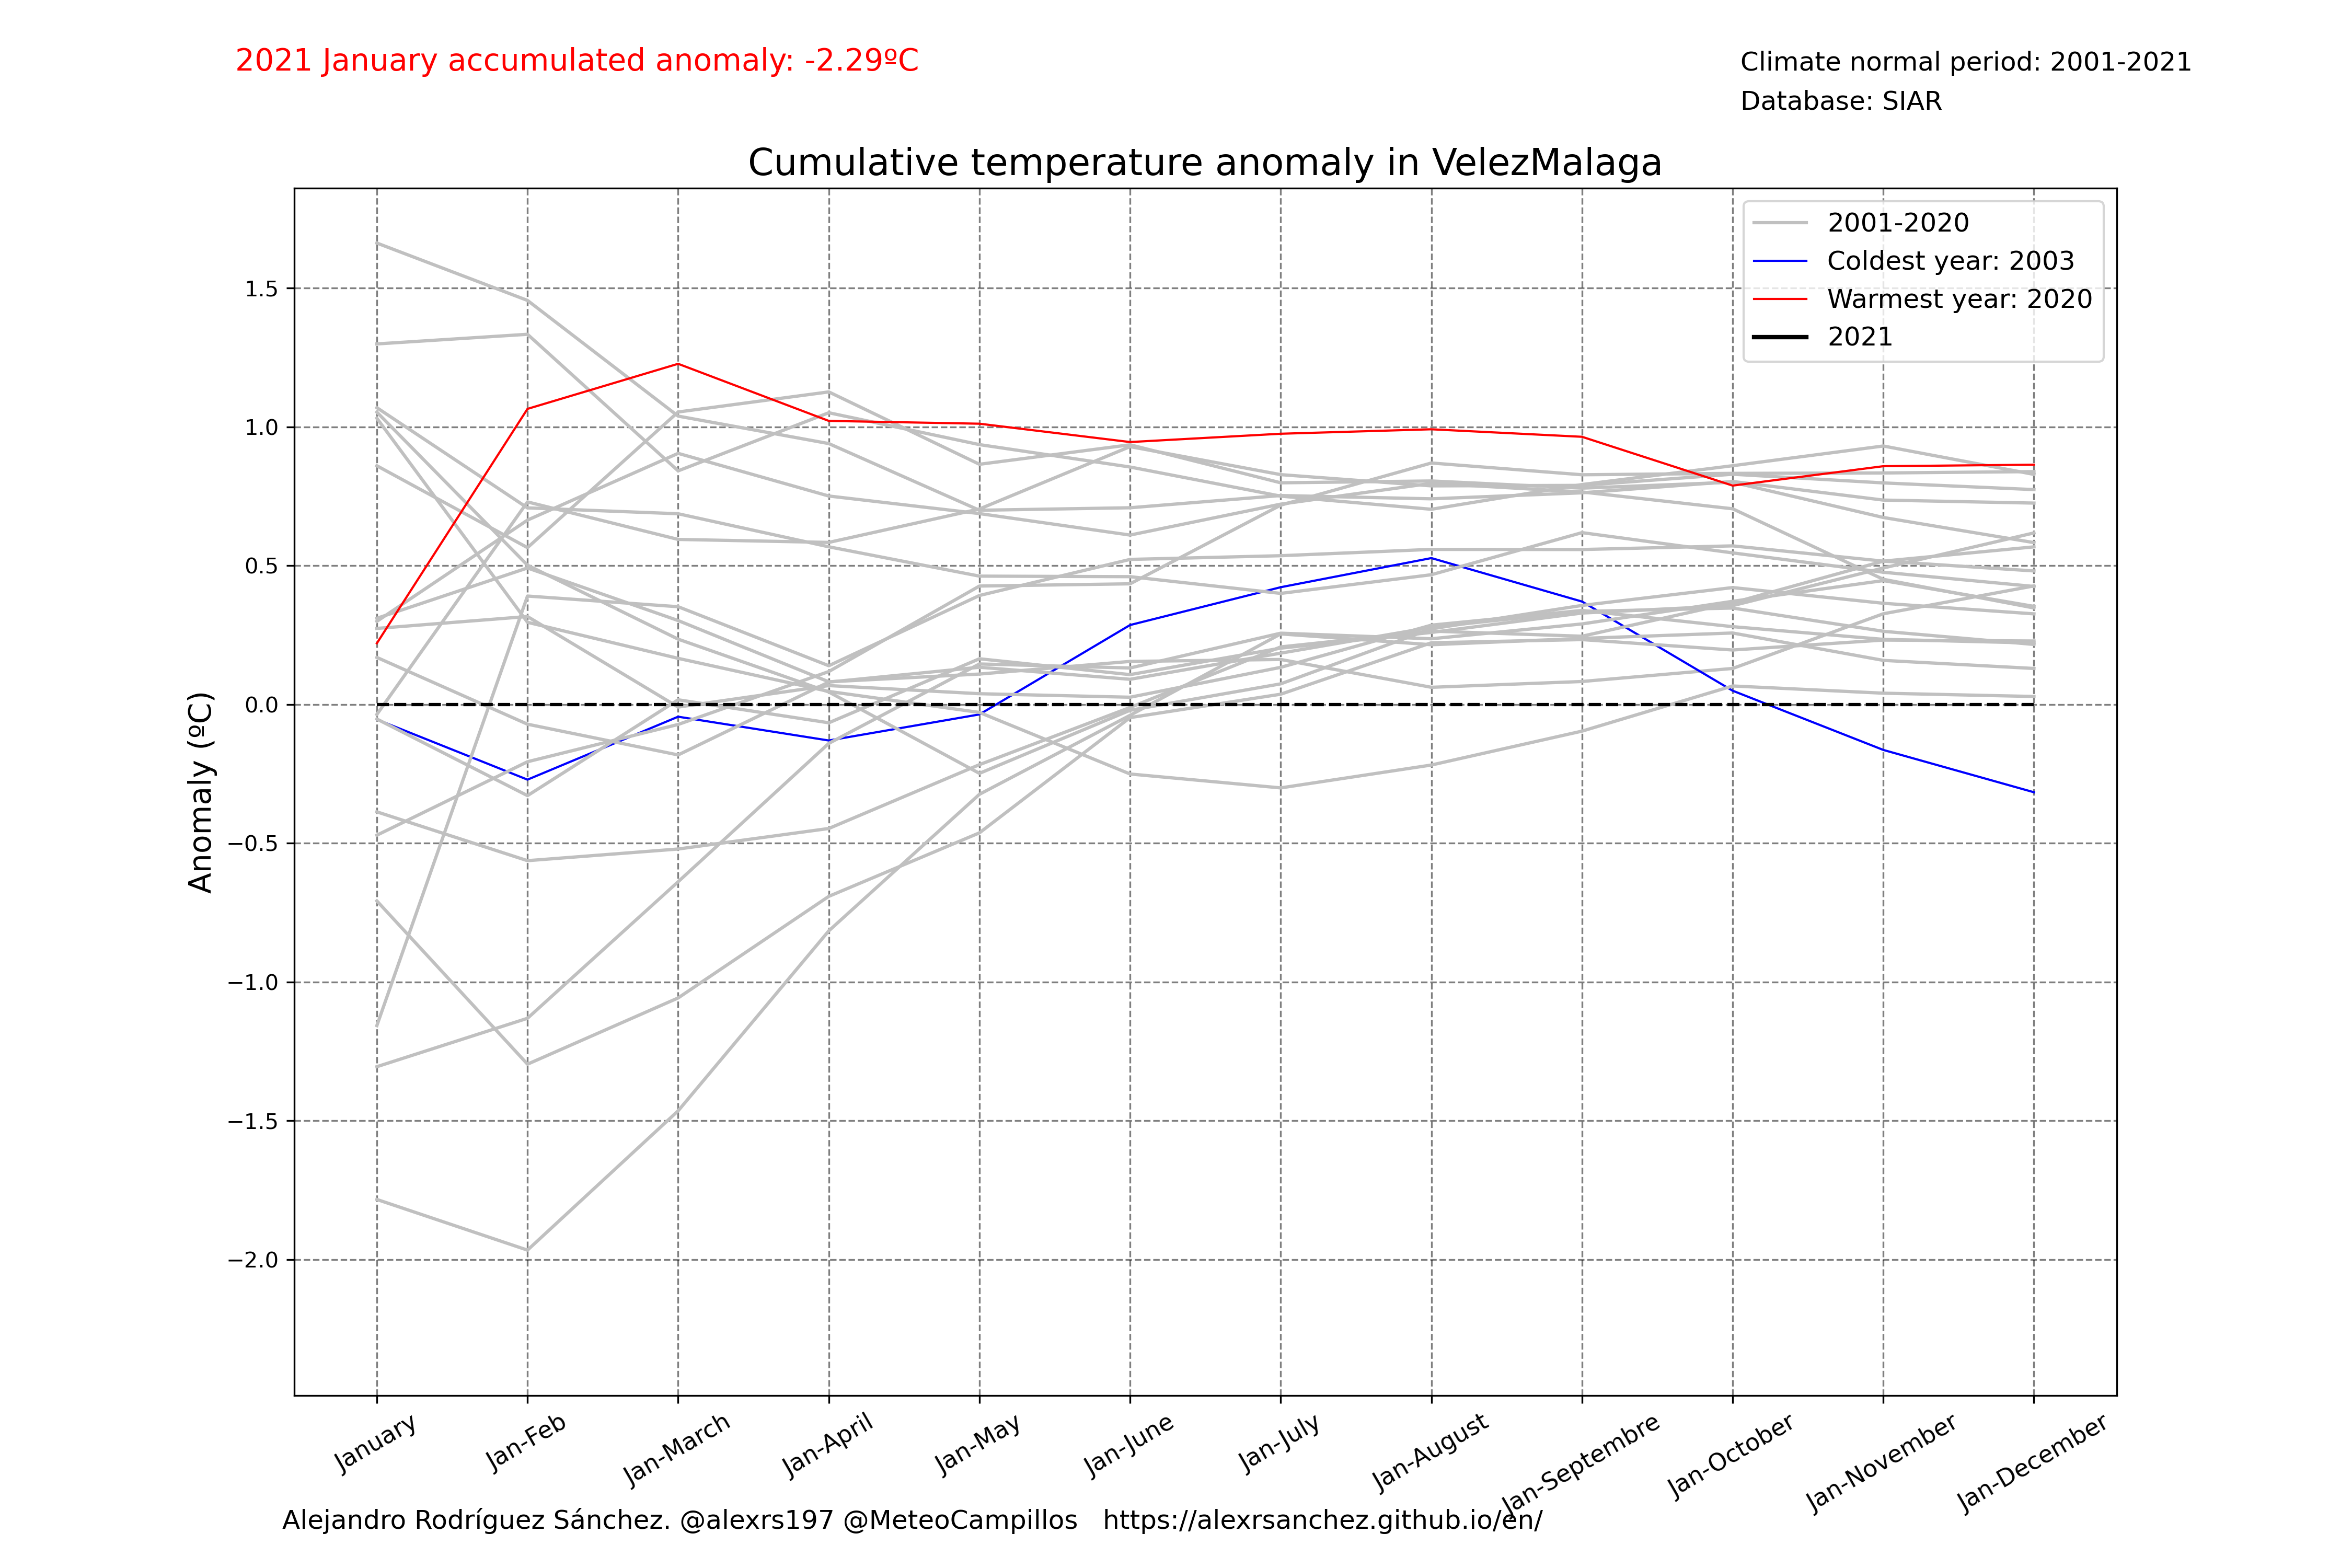 2021 January accumulated anomaly: -2.29ºC
Climate normal period: 2001-2021
Database: SIAR
Cumulative temperature anomaly in VelezMalaga
2001-2020
Coldest year: 2003
Warmest year: 2020
2021
Anomaly (ºC)
1.5
1.0
0.5
0.0
−0.5
−1.0
−1.5
−2.0
January
Jan-Feb
Jan-March
Jan-April
Jan-May
Jan-June
Jan-July
Jan-August
Jan-Septembre
Jan-October
Jan-November
Jan-December
Alejandro Rodríguez Sánchez. @alexrs197 @MeteoCampillos https://alexrsanchez.github.io/en/